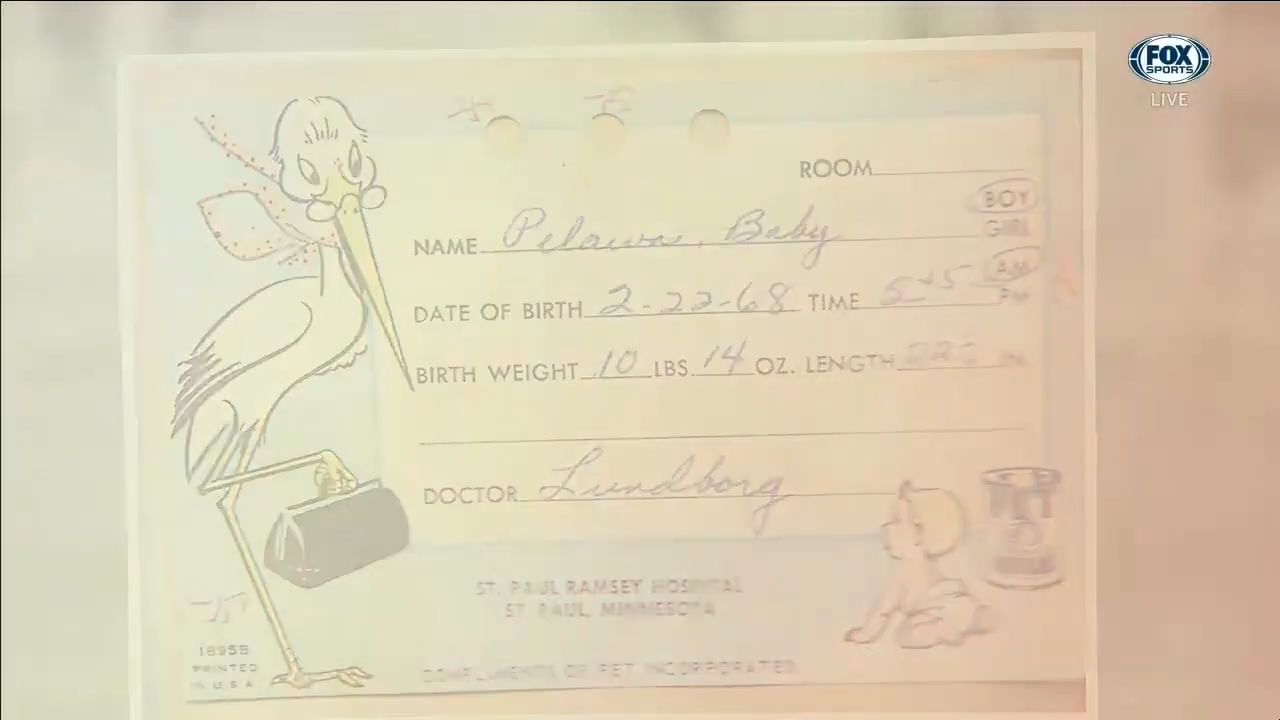 FOX
SPORTS
LIVE
ROOM
BOY
GIRL
NAME Pelawa, Baby
AM
PM
DATE OF BIRTH 2-22-68 TIME 545
BIRTH WEIGHT 10 LBS. 14 OZ. LENGTH IN.
DOCTOR Lundborg
ST. PAUL RAMSEY HOSPITAL
ST. PAUL, MINNESOTA
1895B
PRINTED
IN U.S.A
COMPLIMENTS OF PET INCORPORATED